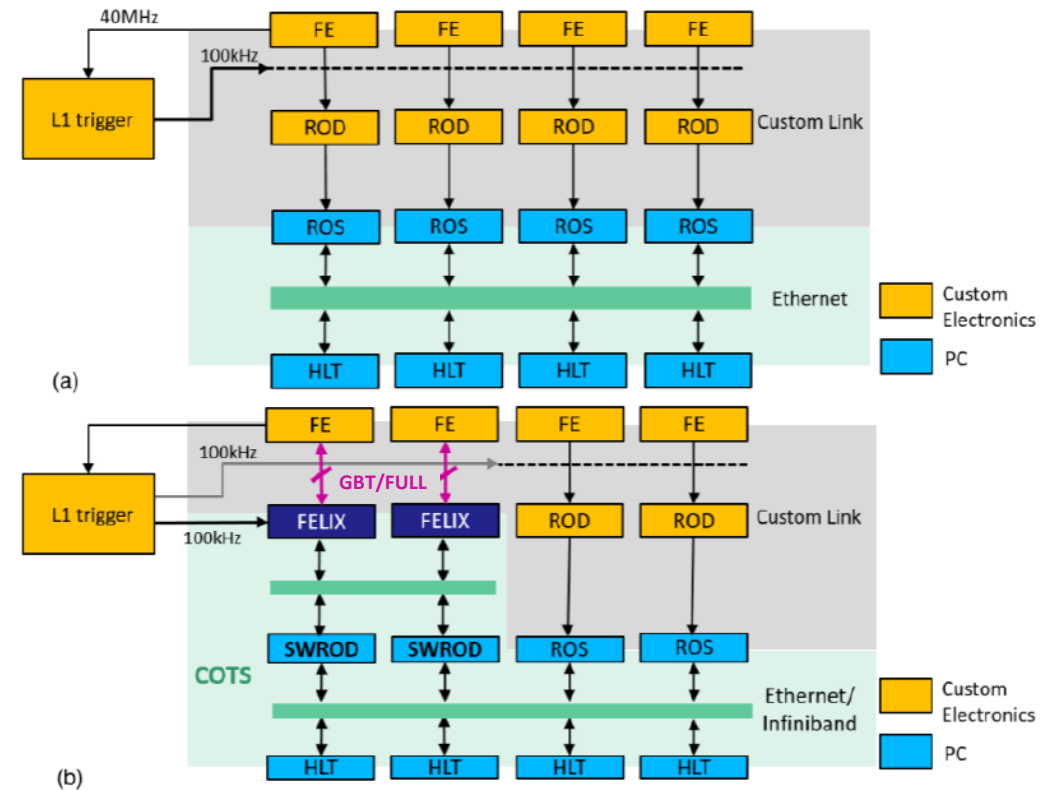 40MHz
FE FE FE FE
100kHz
L1 trigger
ROD ROD ROD ROD
Custom Link
ROS ROS ROS ROS
Ethernet
Custom
Electronics
PC
HLT HLT HLT HLT
(a)
FE FE FE FE
100kHz
GBT/FULL
L1 trigger
FELIX FELIX ROD ROD
Custom Link
100kHz
SWROD SWROD ROS ROS
COTS
Ethernet/
Infiniband
Custom
Electronics
PC
HLT HLT HLT HLT
(b)